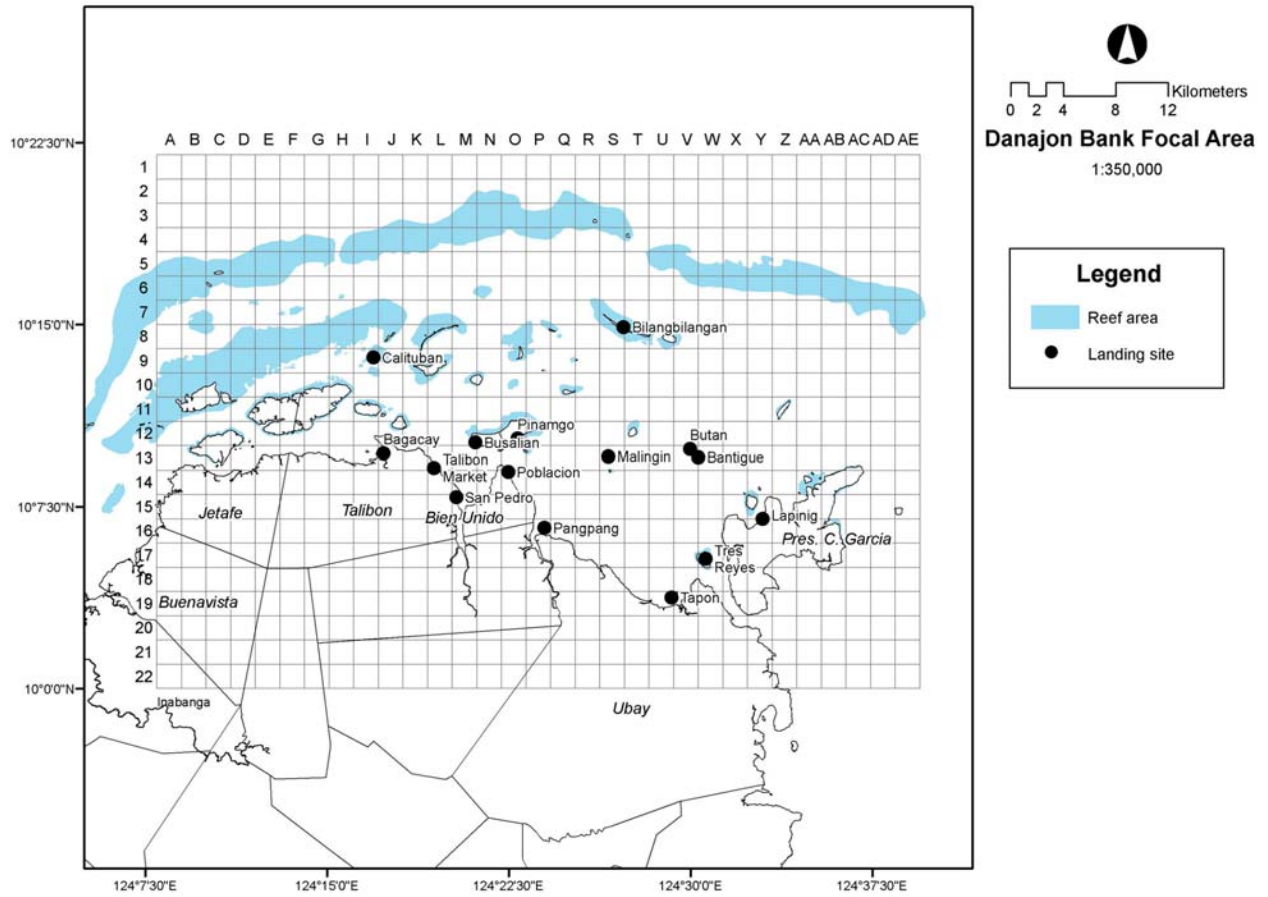 Kilometers
0 2 4 8 12
Danajon Bank Focal Area
1:350,000
Legend
Reef area
Landing site
A B C D E F G H I J K L M N O P Q R S T U V W X Y Z AA AB AC AD AE
10°22'30"N
1
2
3
4
5
6
7
10°15'0"N
8
9
10
11
12
13
14
15
10°7'30"N
16
17
18
19
20
21
22
10°0'0"N
Bilangbilangan
Calituban
Pinamgo
Bagacay
Busalian
Butan
Malingin
Bantigue
Talibon
Market
Poblacion
San Pedro
Jetafe
Talibon
Bien Unido
Lapinig
Pangpang
Pres. C. Garcia
Tres
Reyes
Tapon
Buenavista
Inabanga
Ubay
124°7'30"E
124°15'0"E
124°22'30"E
124°30'0"E
124°37'30"E